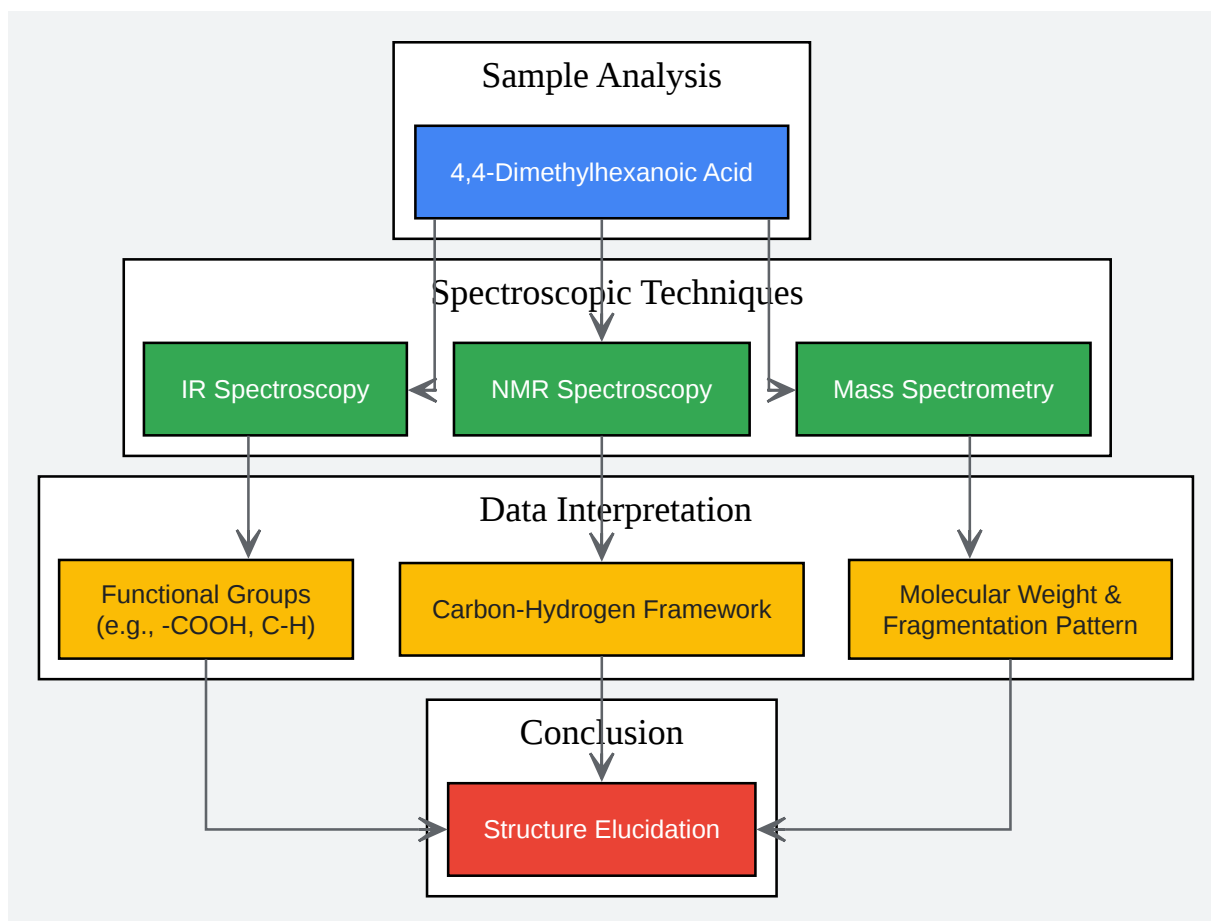 Sample Analysis
4,4-Dimethylhexanoic Acid
Spectroscopic Techniques
IR Spectroscopy
NMR Spectroscopy
Mass Spectrometry
Data Interpretation
Functional Groups
(e.g., -COOH, C-H)
Carbon-Hydrogen Framework
Molecular Weight &
Fragmentation Pattern
Conclusion
Structure Elucidation